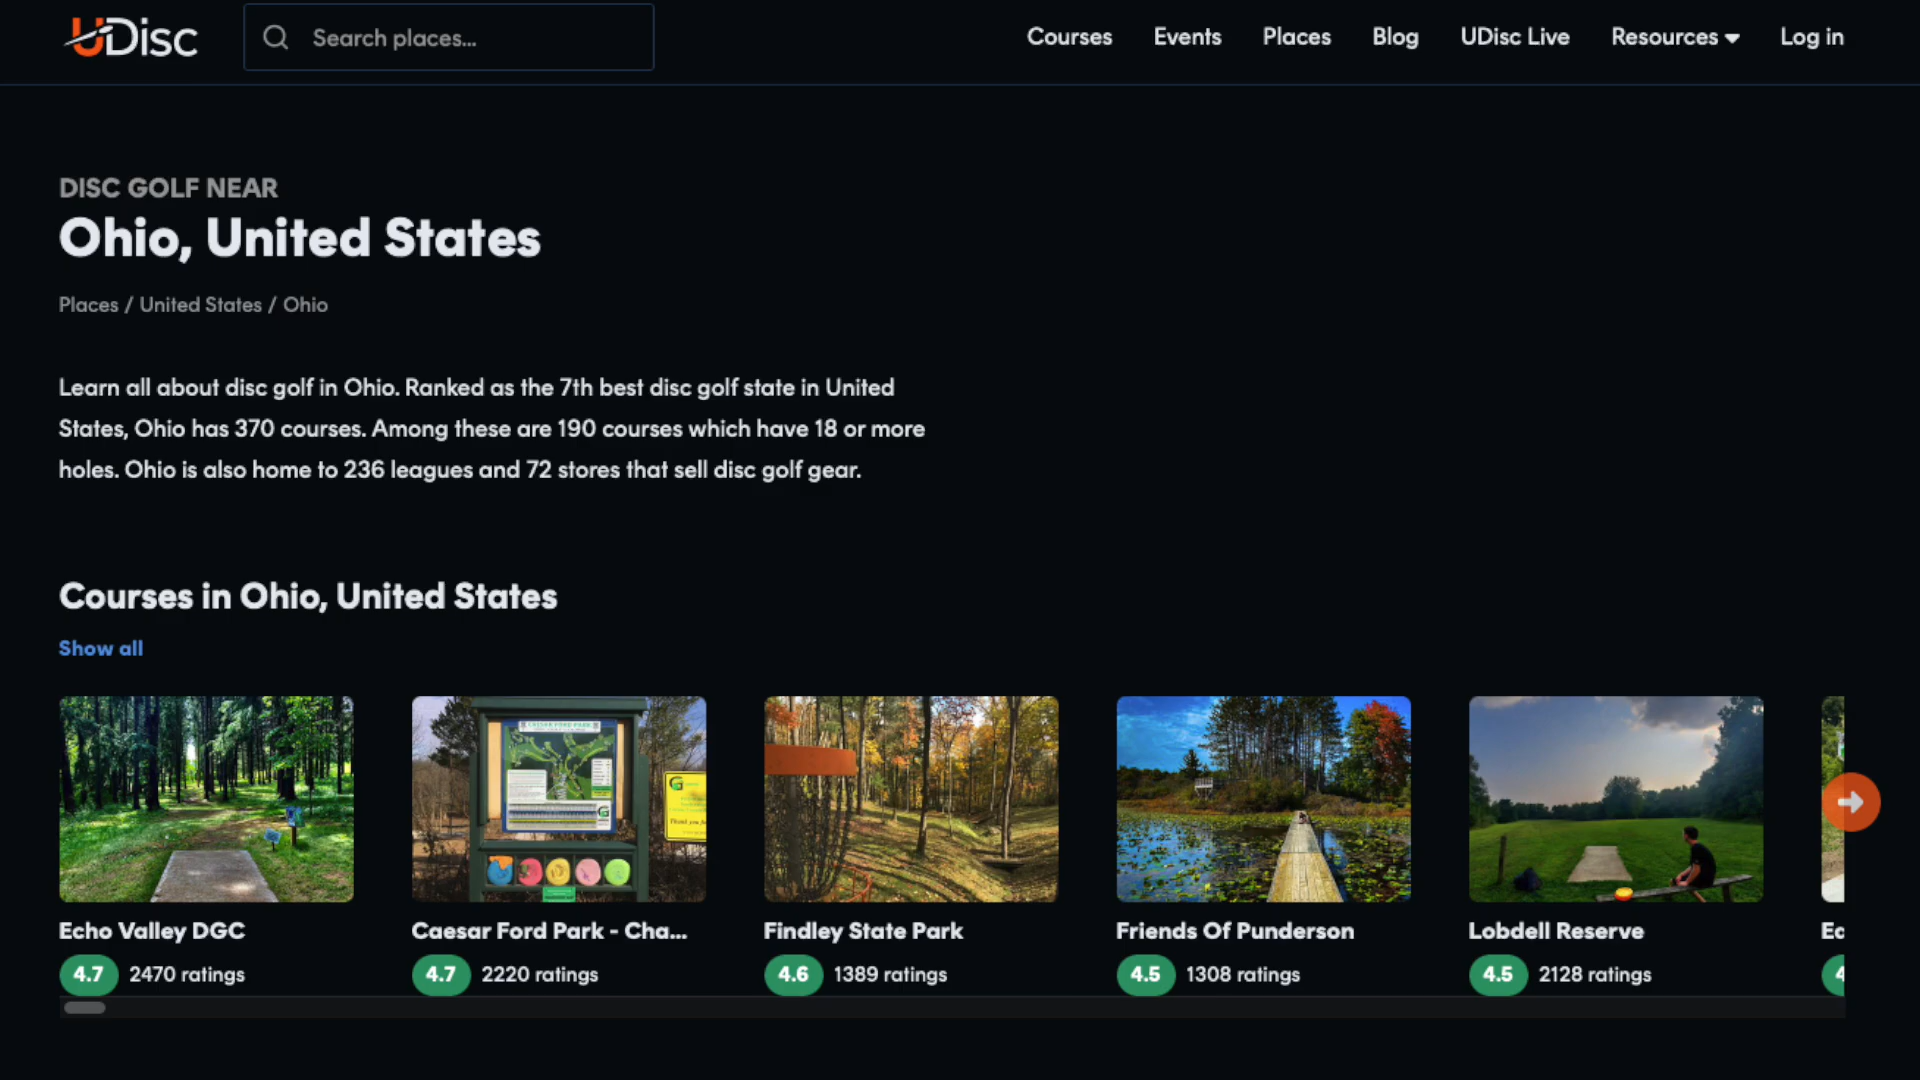 UDisc
Search places...
Courses
Events
Places
Blog
UDisc Live
Resources
Log in
DISC GOLF NEAR
Ohio, United States
Places / United States / Ohio
Learn all about disc golf in Ohio. Ranked as the 7th best disc golf state in United
States, Ohio has 370 courses. Among these are 190 courses which have 18 or more
holes. Ohio is also home to 236 leagues and 72 stores that sell disc golf gear.
Courses in Ohio, United States
Show all
CAESAR FORD PARK
Echo Valley DGC
Caesar Ford Park - Cha...
Findley State Park
Friends Of Punderson
Lobdell Reserve
4.7 2470 ratings
4.7 2220 ratings
4.6 1389 ratings
4.5 1308 ratings
4.5 2128 ratings